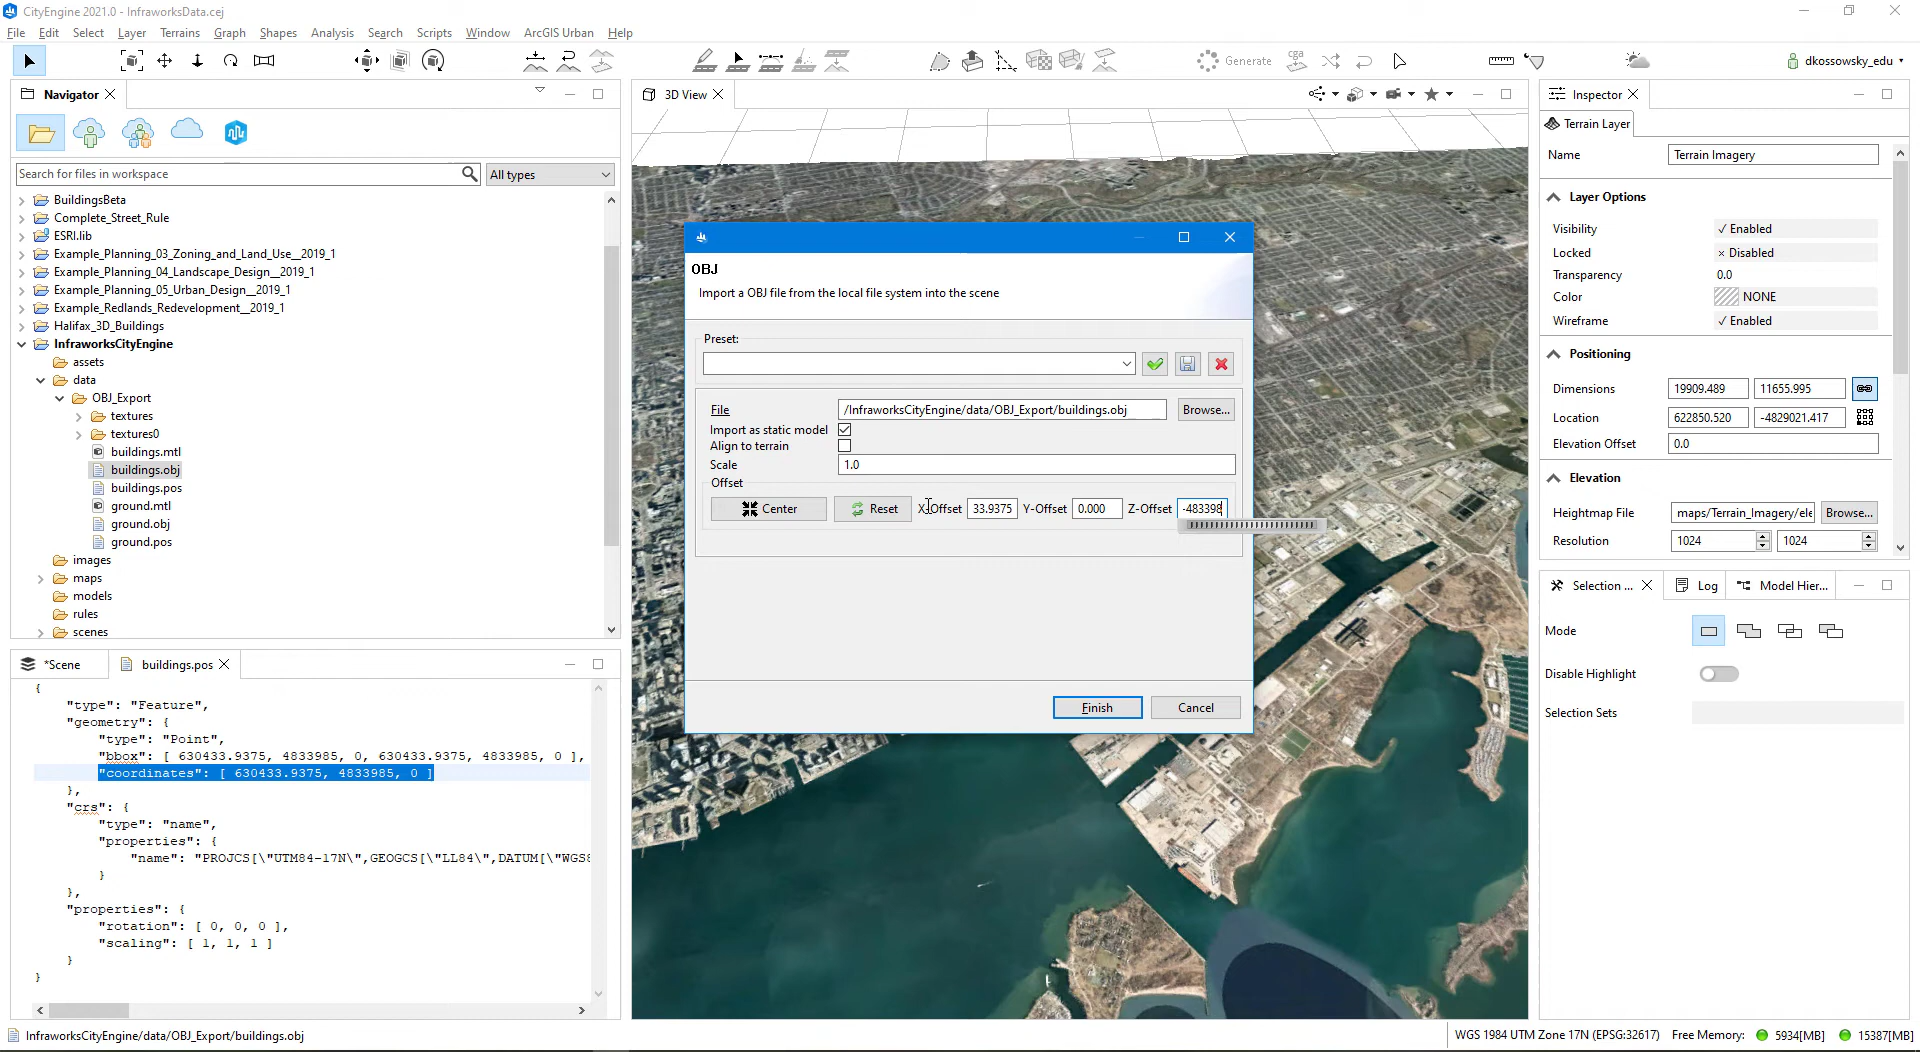 CityEngine 2021.0 - InfraworksData.cej
File Edit Select Layer Terrains Graph Shapes Analysis Search Scripts Window ArcGIS Urban Help
Generate cga dkossowsky_edu
Navigator
Search for files in workspace All types
BuildingsBeta
Complete_Street_Rule
ESRI.lib
Example_Planning_03_Zoning_and_Land_Use__2019_1
Example_Planning_04_Landscape_Design__2019_1
Example_Planning_05_Urban_Design__2019_1
Example_Redlands_Redevelopment__2019_1
Halifax_3D_Buildings
InfraworksCityEngine
assets
data
OBJ_Export
textures
textures0
buildings.mtl
buildings.obj
buildings.pos
ground.mtl
ground.obj
ground.pos
images
maps
models
rules
scenes
*Scene buildings.pos
{
"type": "Feature",
"geometry": {
"type": "Point",
"bbox": [ 630433.9375, 4833985, 0, 630433.9375, 4833985, 0 ],
"coordinates": [ 630433.9375, 4833985, 0 ]
},
"crs": {
"type": "name",
"properties": {
"name": "PROJCS[\"UTM84-17N\",GEOGCS[\"LL84\",DATUM[\"WGS8
}
},
"properties": {
"rotation": [ 0, 0, 0 ],
"scaling": [ 1, 1, 1 ]
}
}
3D View
OBJ
Import a OBJ file from the local file system into the scene
Preset:
File /InfraworksCityEngine/data/OBJ_Export/buildings.obj Browse...
Import as static model
Align to terrain
Scale 1.0
Offset
Center Reset X-Offset 33.9375 Y-Offset 0.000 Z-Offset -483398
Finish Cancel
Inspector
Terrain Layer
Name Terrain Imagery
Layer Options
Visibility ✓ Enabled
Locked × Disabled
Transparency 0.0
Color NONE
Wireframe ✓ Enabled
Positioning
Dimensions 19909.489 11655.995
Location 622850.520 -4829021.417
Elevation Offset 0.0
Elevation
Heightmap File maps/Terrain_Imagery/ele Browse...
Resolution 1024 1024
Selection ... Log Model Hier...
Mode
Disable Highlight
Selection Sets
InfraworksCityEngine/data/OBJ_Export/buildings.obj
WGS 1984 UTM Zone 17N (EPSG:32617) Free Memory: 5934[MB] 15387[MB]